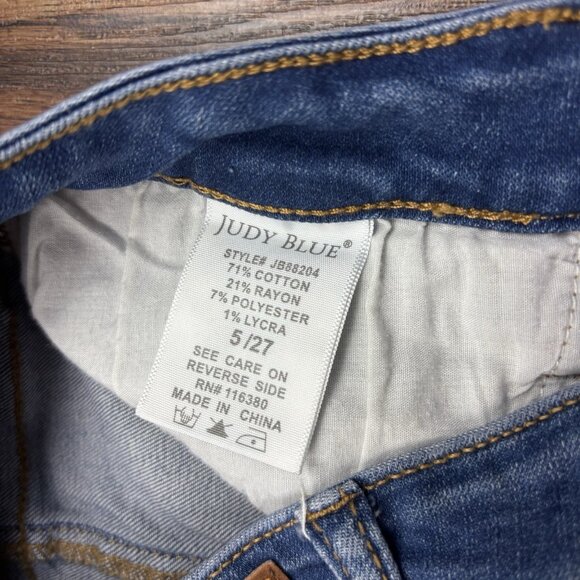 JUDY BLUE®
STYLE# JB88204
71% COTTON
21% RAYON
7% POLYESTER
1% LYCRA
5/27
SEE CARE ON
REVERSE SIDE
RN# 116380
MADE IN CHINA